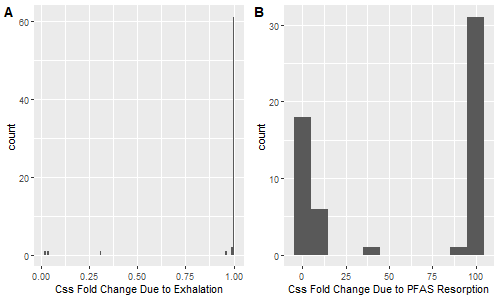 A
60
40
20
0
count
0.00 0.25 0.50 0.75 1.00
Css Fold Change Due to Exhalation
B
30
20
10
0
count
0 25 50 75 100
Css Fold Change Due to PFAS Resorption